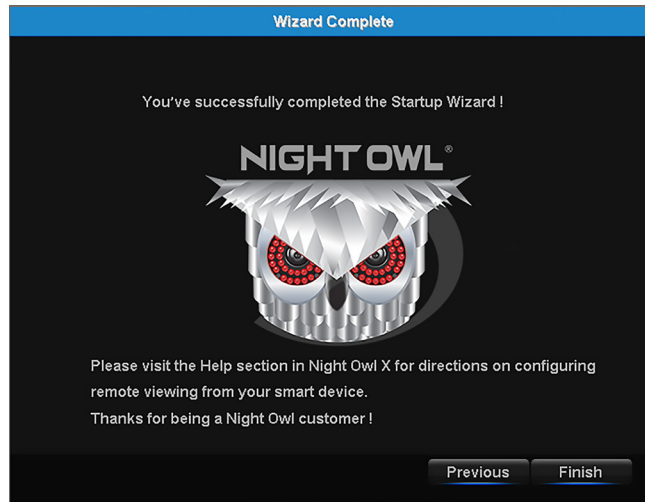 Wizard Complete
You've successfully completed the Startup Wizard !
NIGHT OWL®
Please visit the Help section in Night Owl X for directions on configuring
remote viewing from your smart device.
Thanks for being a Night Owl customer !
Previous Finish